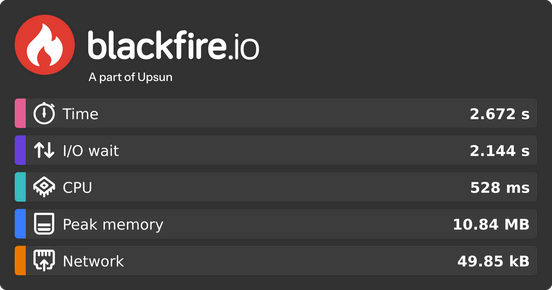 blackfire.io
A part of Upsun
Time 2.672 s
I/O wait 2.144 s
CPU 528 ms
Peak memory 10.84 MB
Network 49.85 kB